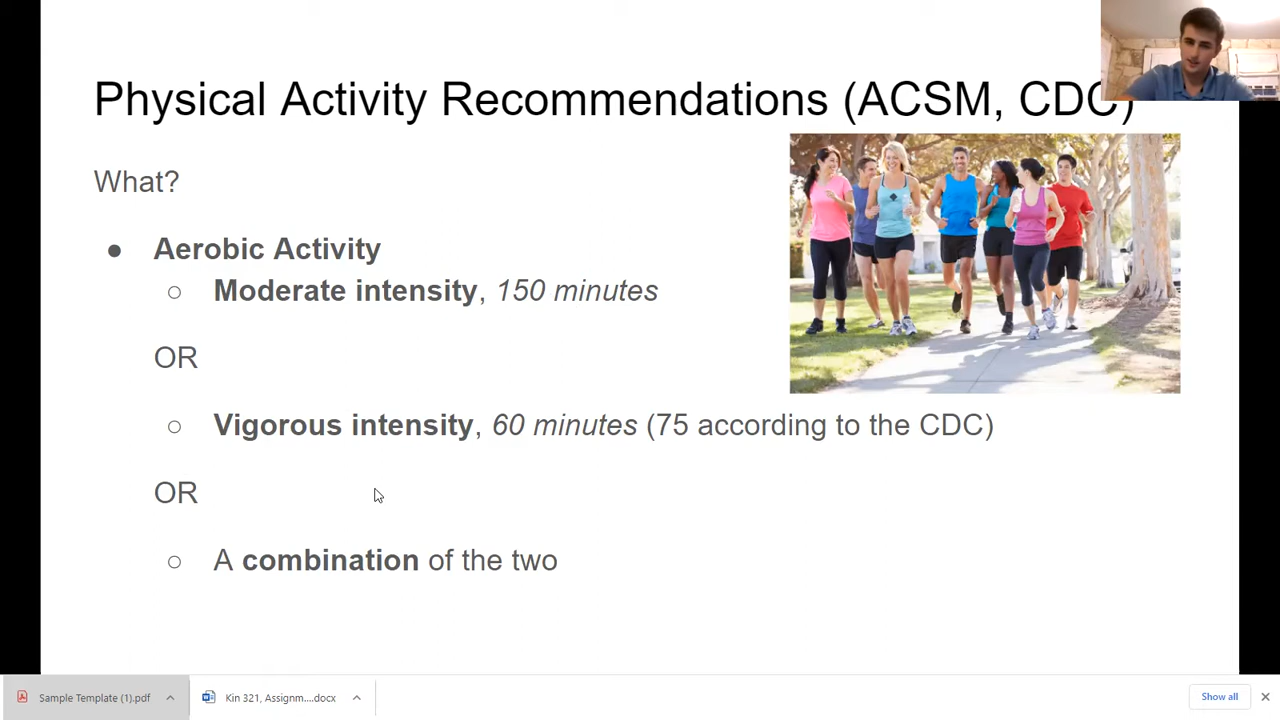 Physical Activity Recommendations (ACSM, CDC)
What?
● Aerobic Activity
○ Moderate intensity, 150 minutes
OR
○ Vigorous intensity, 60 minutes (75 according to the CDC)
OR
○ A combination of the two
Sample Template (1).pdf
Kin 321, Assignm....docx
Show all